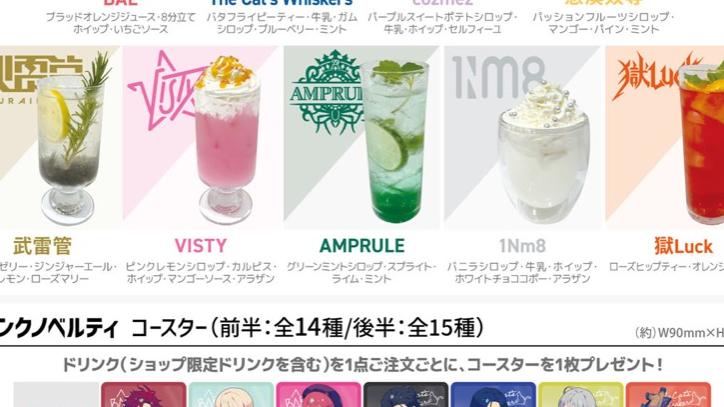 BAE
The Cat's Whiskers
cozmez
悪漢奴等
ブラッドオレンジジュース・8分立て
ホイップ・いちごソース
バタフライピーティー・牛乳・ガム
シロップ・ブルーベリー・ミント
パープルスイートポテトシロップ・
牛乳・ホイップ・セルフィーユ
パッションフルーツシロップ・
マンゴー・パイン・ミント
VISTY
AMPRULE
1Nm8
獄Luck
武雷管
VISTY
AMPRULE
1Nm8
獄Luck
ゼリー・ジンジャーエール・
レモン・ローズマリー
ピンクレモンシロップ・カルピス・
ホイップ・マンゴーソース・アラザン
グリーンミントシロップ・スプライト・
ライム・ミント
バニラシロップ・牛乳・ホイップ・
ホワイトチョココポー・アラザン
ローズヒップティー・オレン
ンクノベルティ コースター(前半:全14種/後半:全15種)
(約)W90mm×H
ドリンク(ショップ限定ドリンクを含む)を1点ご注文ごとに、コースターを1枚プレゼント!